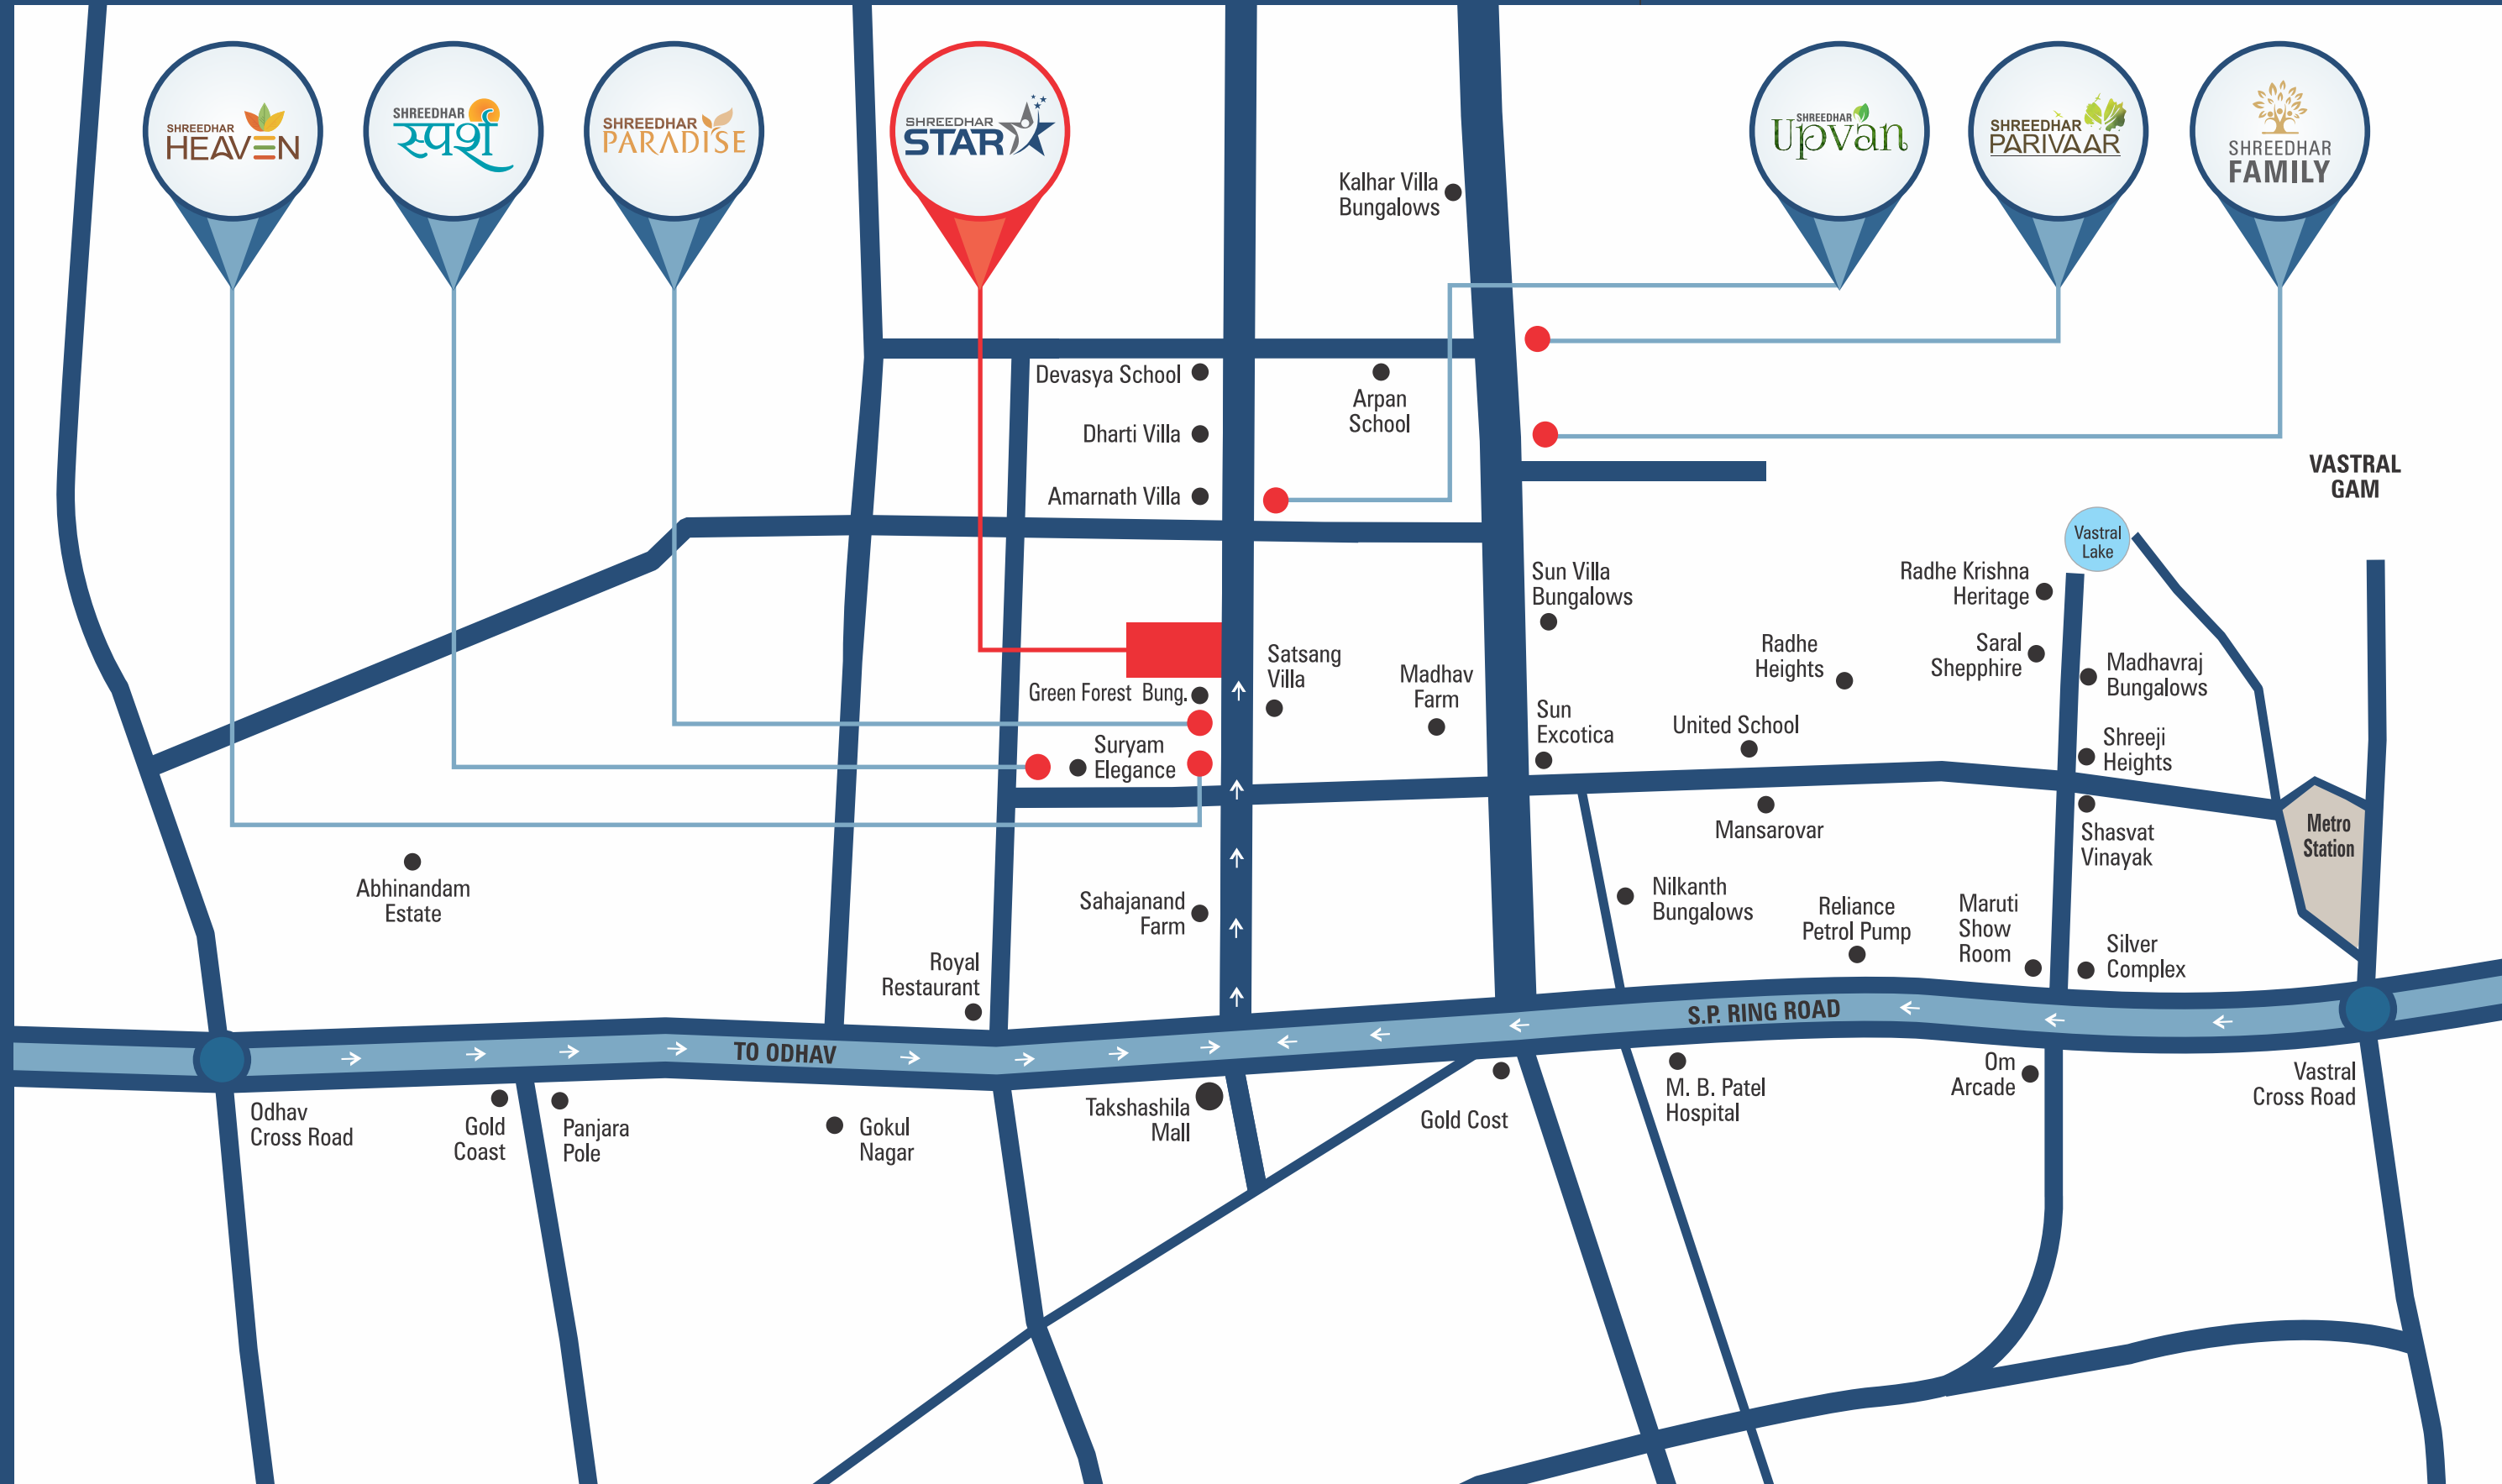 SHREEDHAR
HEAVEN
SHREEDHAR
स्पर्श
SHREEDHAR
PARADISE
SHREEDHAR
STAR
SHREEDHAR
Upvan
SHREEDHAR
PARIVAAR
SHREEDHAR
FAMILY
Kalhar Villa
Bungalows
Devasya School
Arpan
School
Dharti Villa
Amarnath Villa
VASTRAL
GAM
Vastral
Lake
Sun Villa
Bungalows
Radhe Krishna
Heritage
Radhe
Heights
Saral
Shepphire
Madhavraj
Bungalows
Satsang
Villa
Madhav
Farm
Green Forest Bung.
Sun
Excotica
United School
Shreeji
Heights
Suryam
Elegance
Mansarovar
Shasvat
Vinayak
Metro
Station
Abhinandam
Estate
Sahajanand
Farm
Nilkanth
Bungalows
Reliance
Petrol Pump
Maruti
Show
Room
Silver
Complex
Royal
Restaurant
S.P. RING ROAD
TO ODHAV
Odhav
Cross Road
Gold
Coast
Panjara
Pole
Gokul
Nagar
Takshashila
Mall
Gold Cost
M. B. Patel
Hospital
Om
Arcade
Vastral
Cross Road